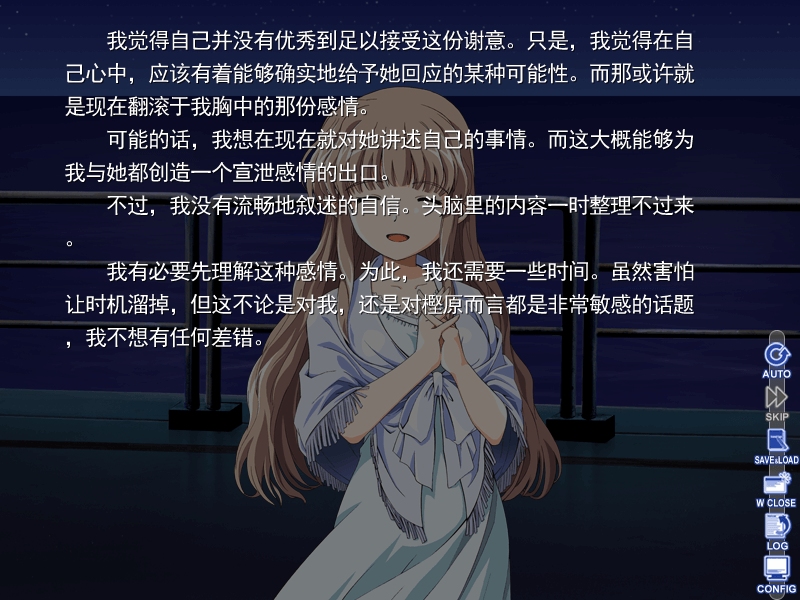 我觉得自己并没有优秀到足以接受这份谢意。只是，我觉得在自
己心中，应该有着能够确实地给予她回应的某种可能性。而那或许就
是现在翻滚于我胸中的那份感情。
可能的话，我想在现在就对她讲述自己的事情。而这大概能够为
我与她都创造一个宣泄感情的出口。
不过，我没有流畅地叙述的自信。头脑里的内容一时整理不过来
。
我有必要先理解这种感情。为此，我还需要一些时间。虽然害怕
让时机溜掉，但这不论是对我，还是对樫原而言都是非常敏感的话题
，我不想有任何差错。
AUTO
SKIP
SAVE&LOAD
W CLOSE
LOG
CONFIG